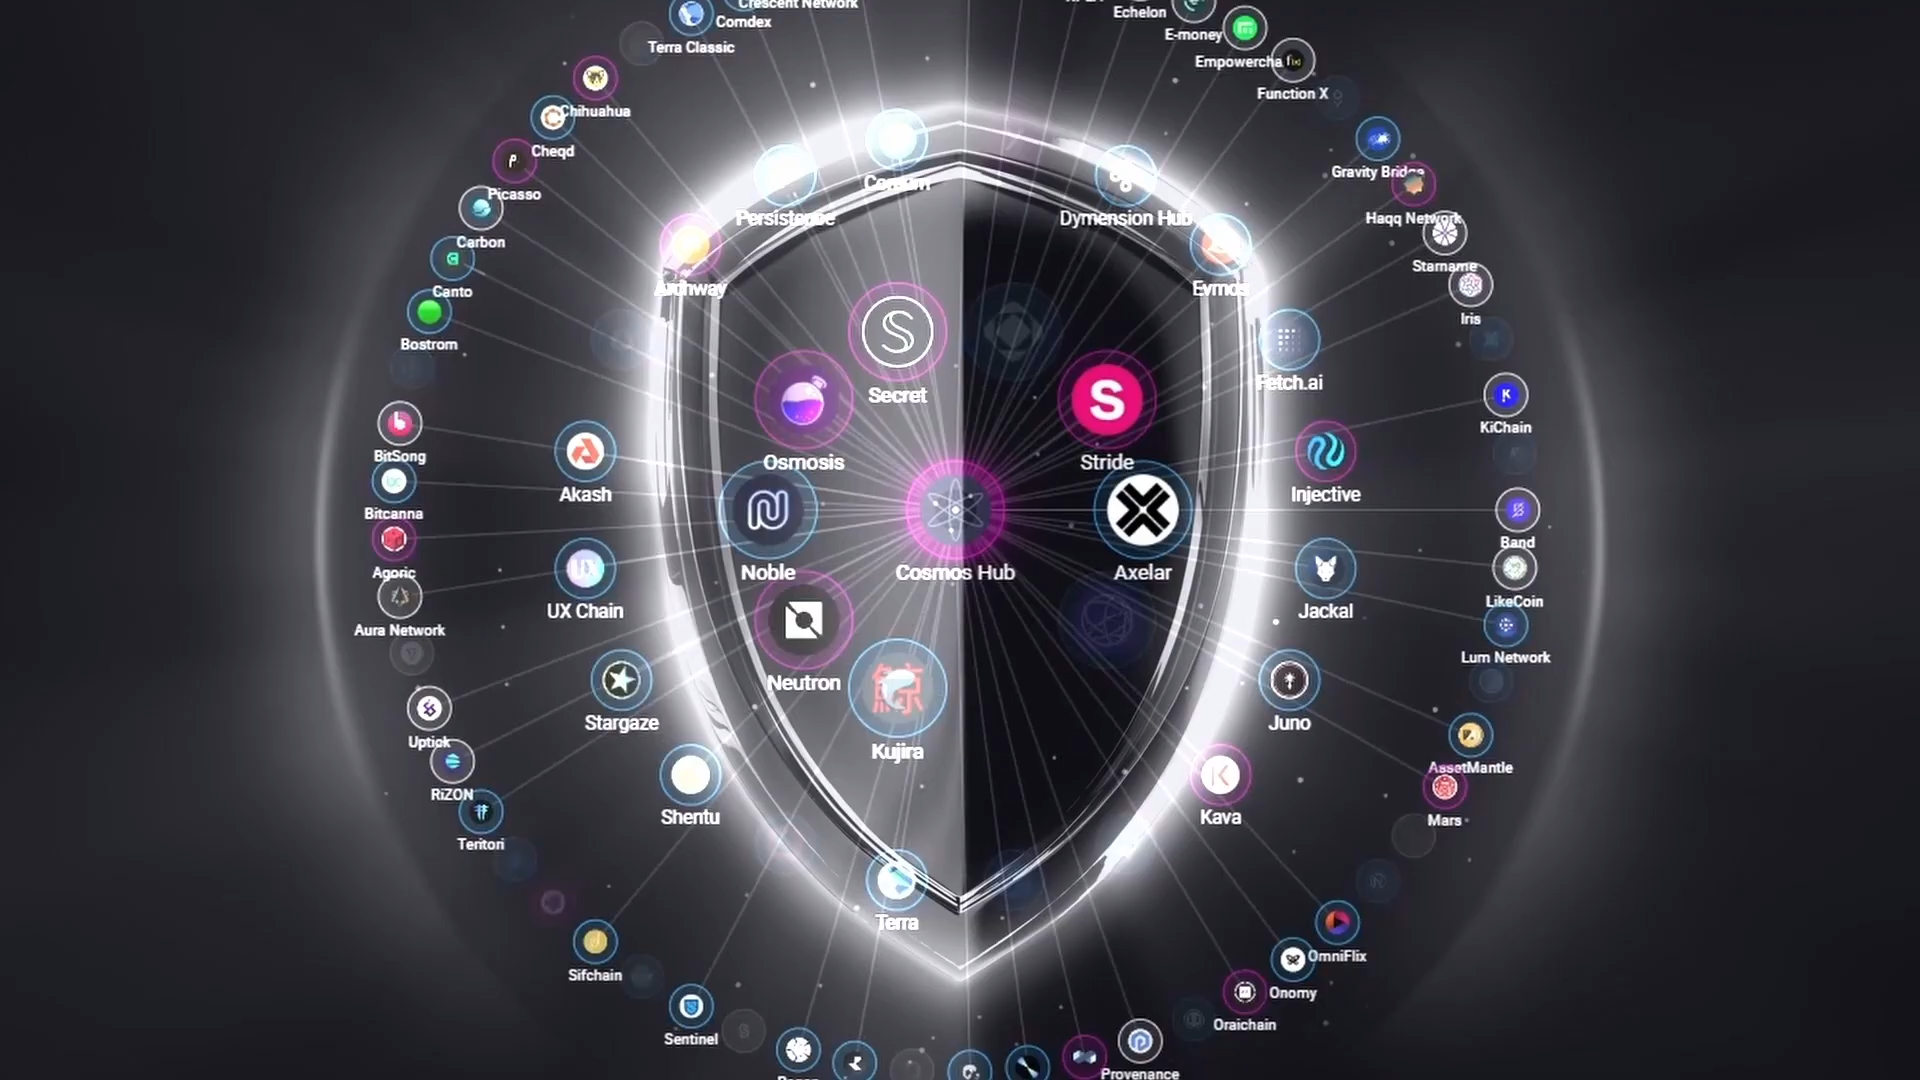 Crescent Network
Comdex
Terra Classic
Chihuahua
Cheqd
Picasso
Carbon
Canto
Bostrom
BitSong
Bitcanna
Agoric
Aura Network
Uptick
RiZON
Teritori
Sifchain
Sentinel
Echelon
E-money
Empowercha
Function X
Gravity Bridge
Haqq Network
Starname
Iris
KiChain
Band
LikeCoin
Lum Network
AssetMantle
Mars
OmniFlix
Onomy
Oraichain
Provenance
Persistence
Dymension Hub
Archway
Evmos
Fetch.ai
Akash
Injective
UX Chain
Jackal
Stargaze
Juno
Shentu
Kava
Terra
Secret
Osmosis
S
Stride
Noble
Cosmos Hub
Axelar
Neutron
鯨
Kujira